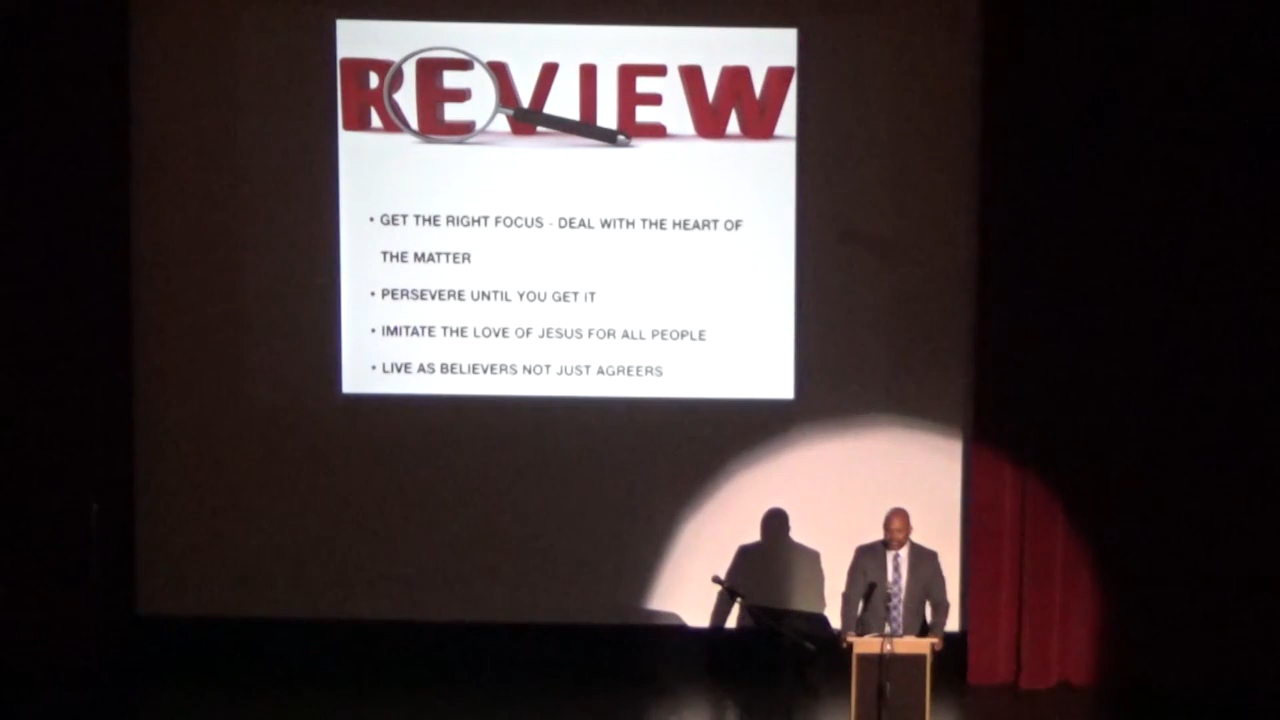 REVIEW
• GET THE RIGHT FOCUS - DEAL WITH THE HEART OF
THE MATTER
• PERSEVERE UNTIL YOU GET IT
• IMITATE THE LOVE OF JESUS FOR ALL PEOPLE
• LIVE AS BELIEVERS NOT JUST AGREERS